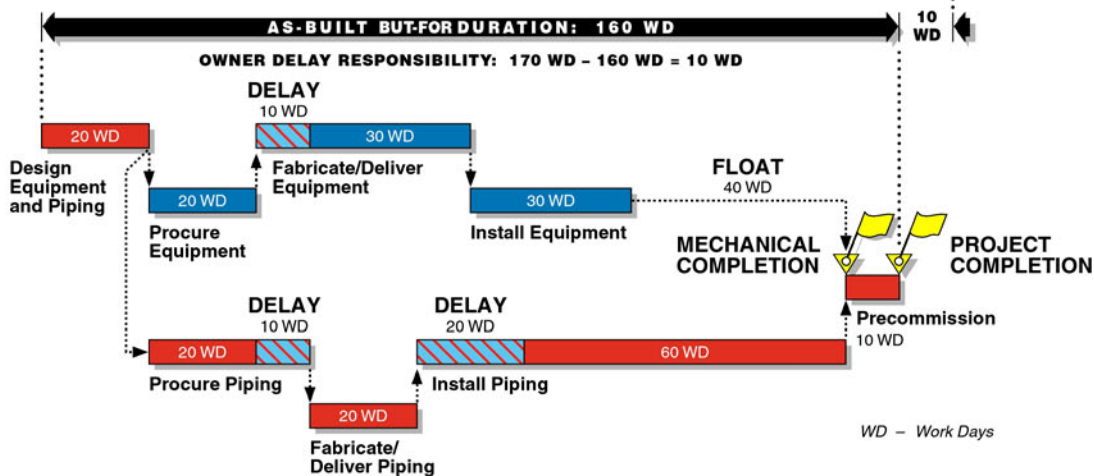 AS-BUILT BUT-FOR DURATION: 160 WD
10
WD
OWNER DELAY RESPONSIBILITY: 170 WD – 160 WD = 10 WD
DELAY
10 WD
20 WD
30 WD
Design
Equipment
and Piping
Fabricate/Deliver
Equipment
FLOAT
40 WD
20 WD
30 WD
Procure
Equipment
Install Equipment
MECHANICAL
COMPLETION
PROJECT
COMPLETION
DELAY
10 WD
DELAY
20 WD
Precommission
10 WD
20 WD
60 WD
Procure Piping
Install Piping
20 WD
Fabricate/
Deliver Piping
WD – Work Days